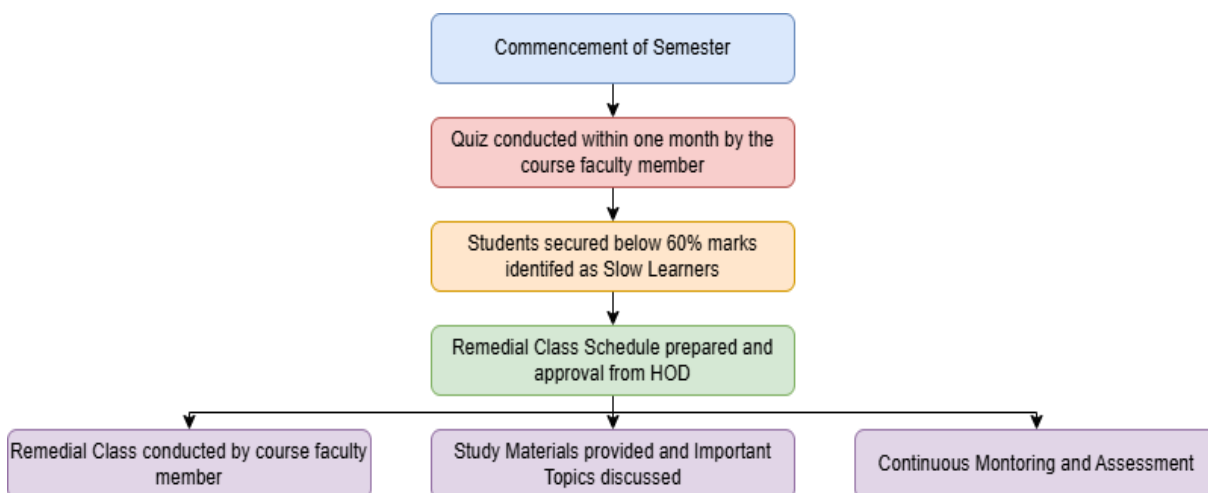 Commencement of Semester
Quiz conducted within one month by the
course faculty member
Students secured below 60% marks
identifed as Slow Learners
Remedial Class Schedule prepared and
approval from HOD
Remedial Class conducted by course faculty
member
Study Materials provided and Important
Topics discussed
Continuous Montoring and Assessment